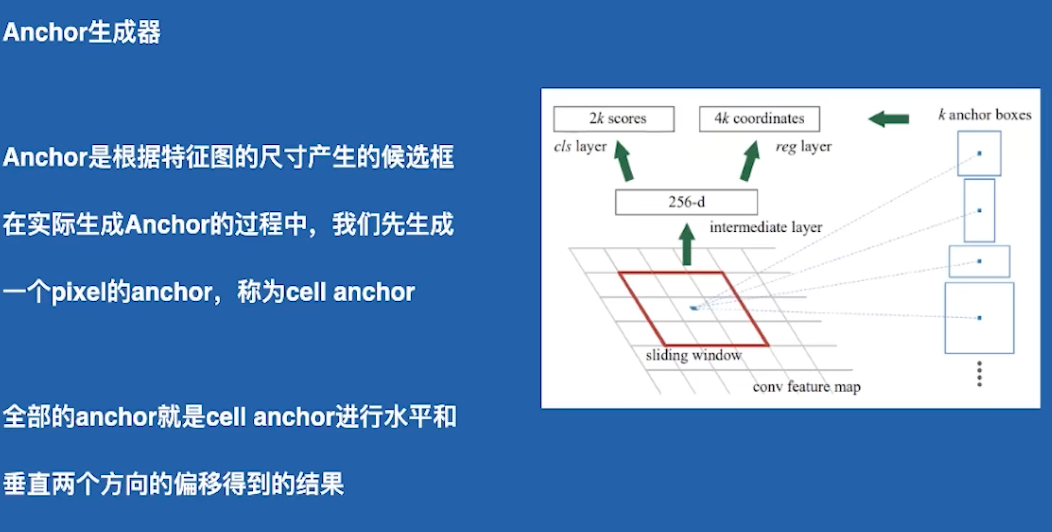 Anchor生成器
Anchor是根据特征图的尺寸产生的候选框
在实际生成Anchor的过程中，我们先生成
一个pixel的anchor，称为cell anchor
全部的anchor就是cell anchor进行水平和
垂直两个方向的偏移得到的结果
2k scores
4k coordinates
k anchor boxes
cls layer
reg layer
256-d
intermediate layer
sliding window
conv feature map